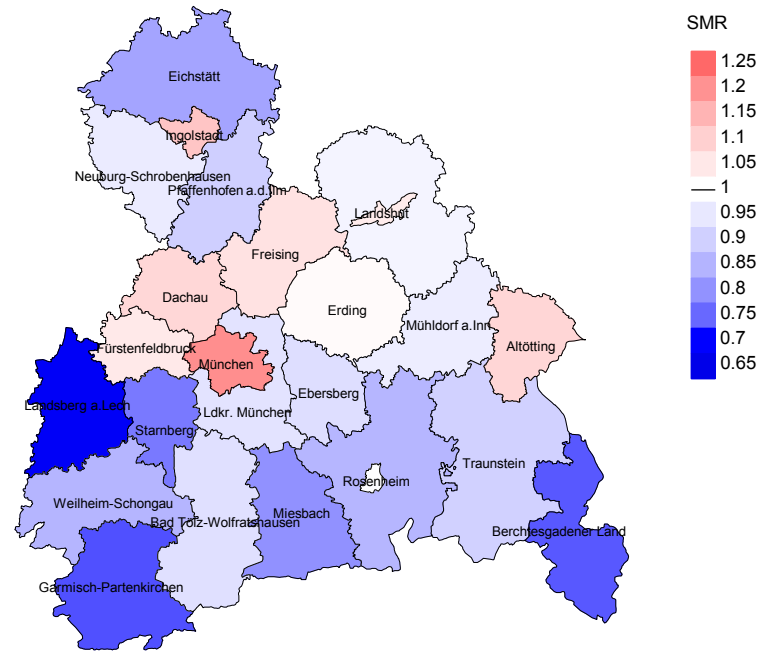 SMR
1.25
1.2
1.15
1.1
1.05
1
0.95
0.9
0.85
0.8
0.75
0.7
0.65
Eichstätt
Ingolstadt
Neuburg-Schrobenhausen
Pfaffenhofen a.d.Ilm
Landshut
Freising
Dachau
Erding
Mühldorf a.Inn
Fürstenfeldbruck
München
Altötting
Ebersberg
Landsberg a.Lech
Ldkr. München
Starnberg
Traunstein
Rosenheim
Weilheim-Schongau
Miesbach
Bad Tölz-Wolfratshausen
Berchtesgadener Land
Garmisch-Partenkirchen